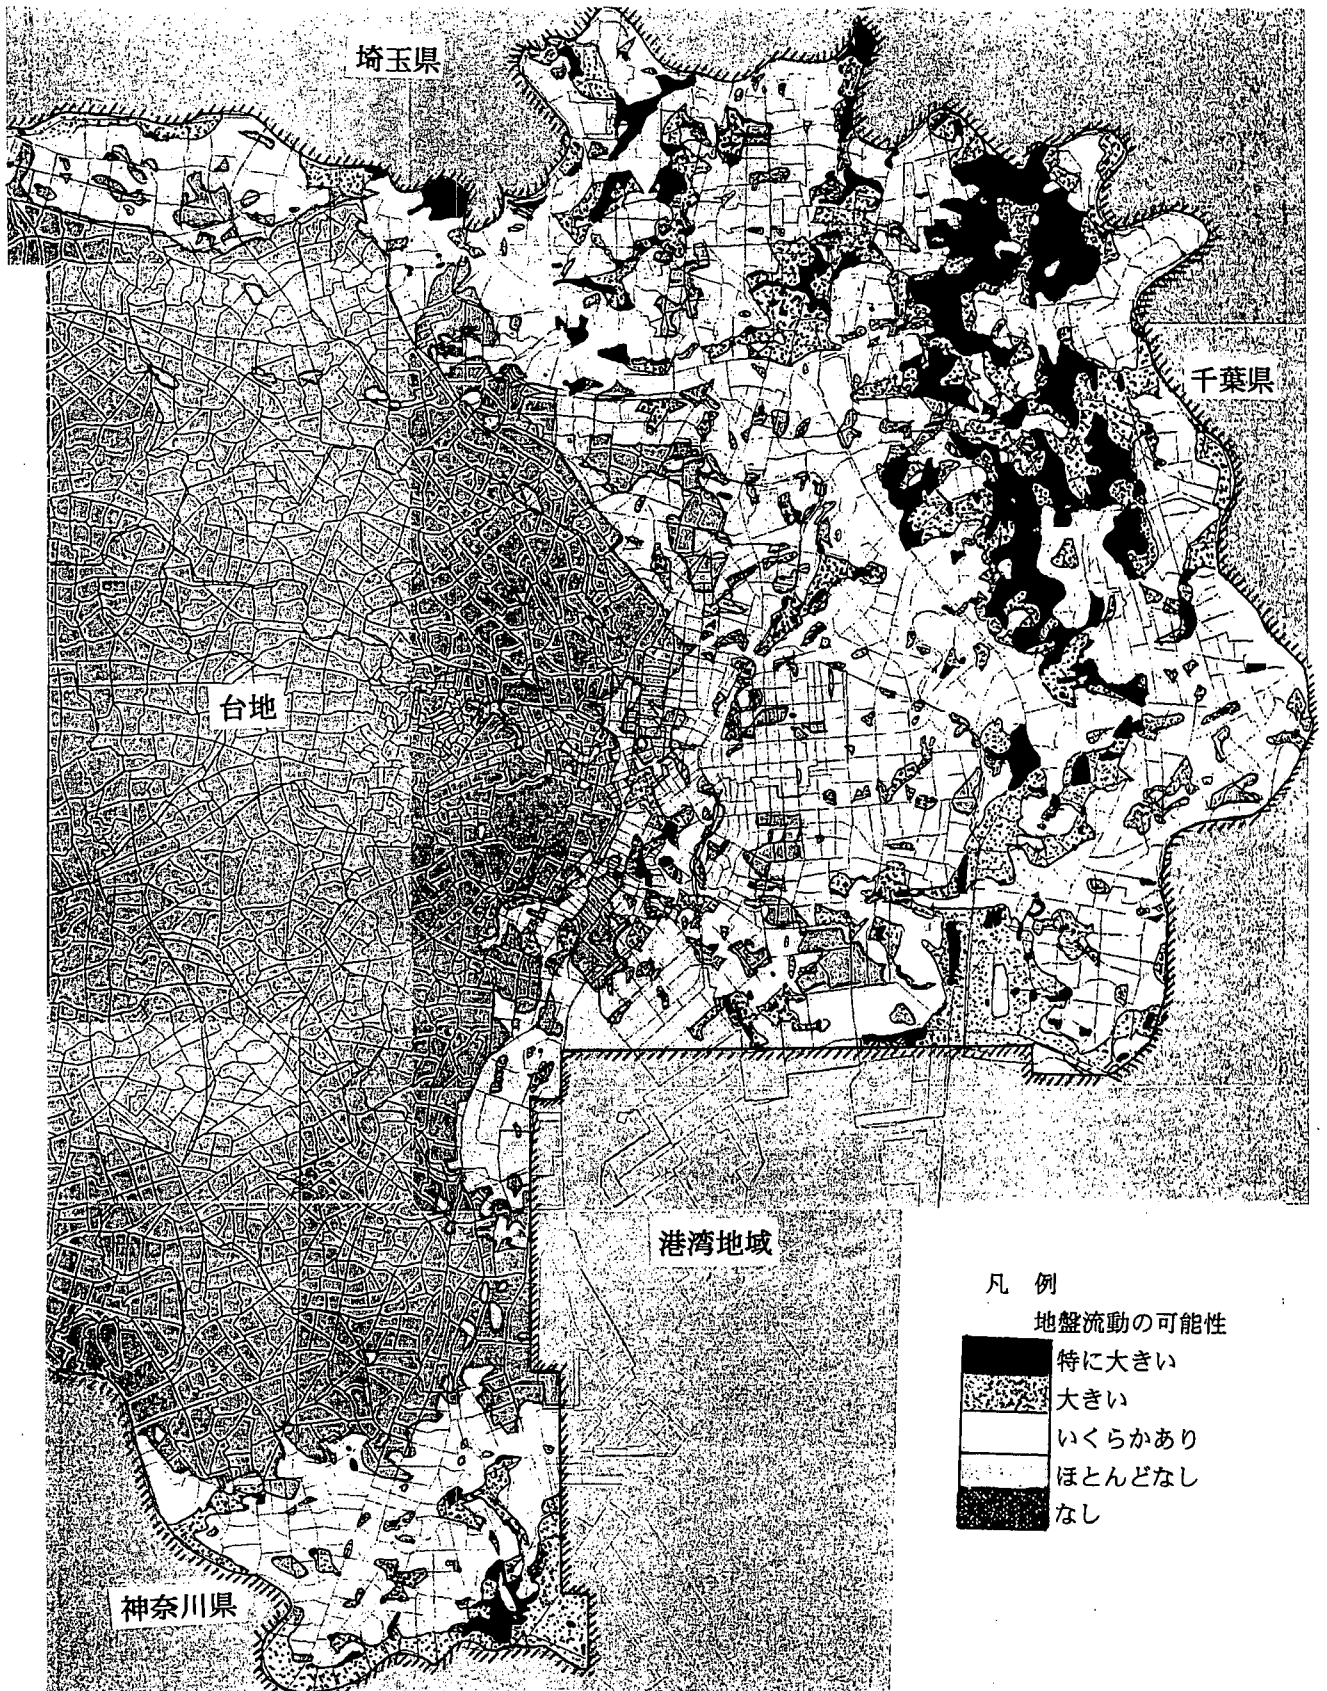 埼玉県
千葉県
台地
港湾地域
凡 例
地盤流動の可能性
特に大きい
大きい
いくらかあり
ほとんどなし
なし
神奈川県